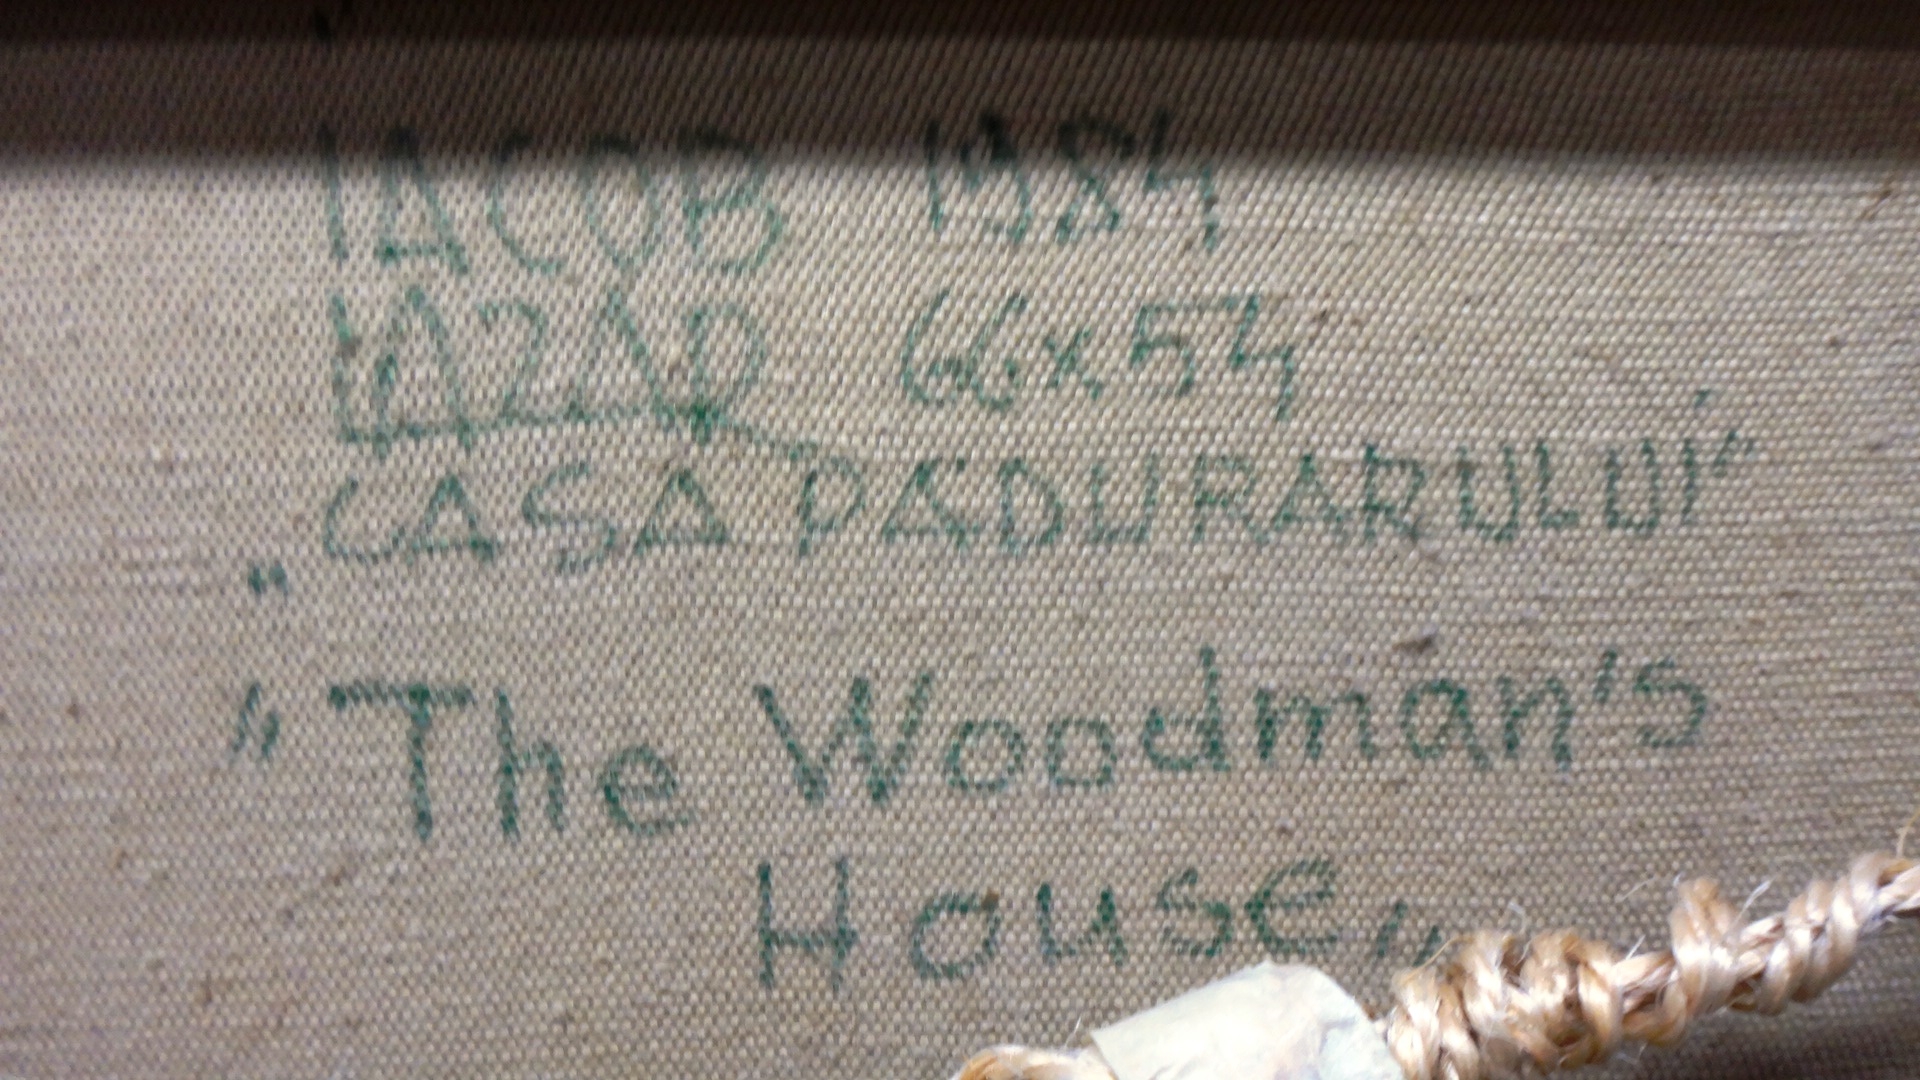 IACOB 1984
LAZAR 66x54
„CASA PADURARULUI“
"The Woodman's
House"